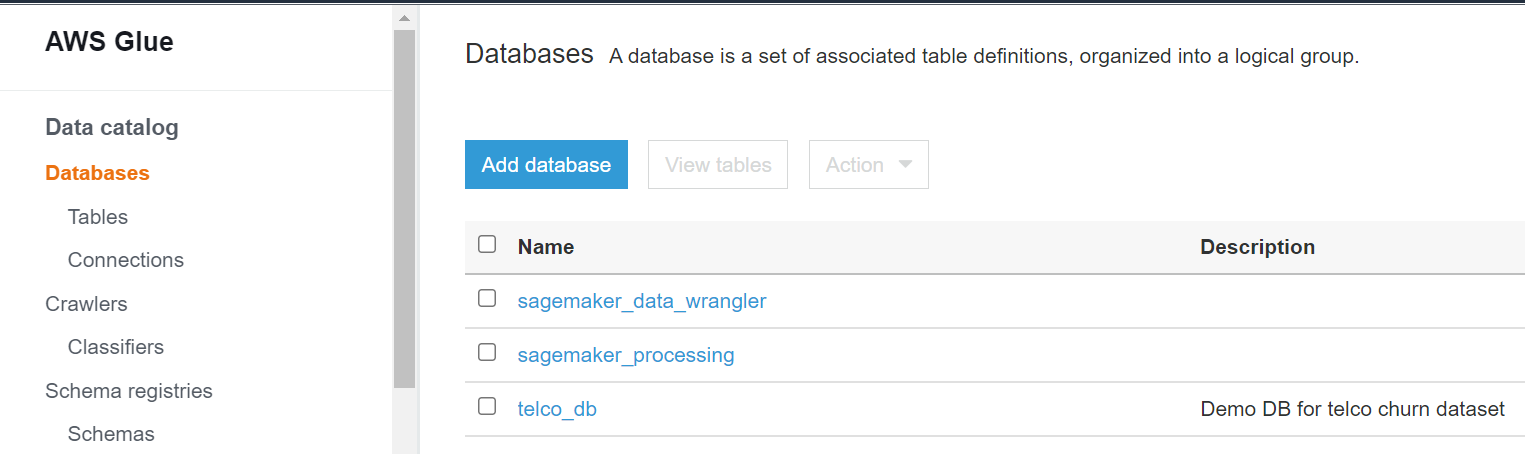 AWS Glue
Data catalog
Databases
Tables
Connections
Crawlers
Classifiers
Schema registries
Schemas
Databases A database is a set of associated table definitions, organized into a logical group.
Add database View tables Action
Name Description
sagemaker_data_wrangler
sagemaker_processing
telco_db Demo DB for telco churn dataset